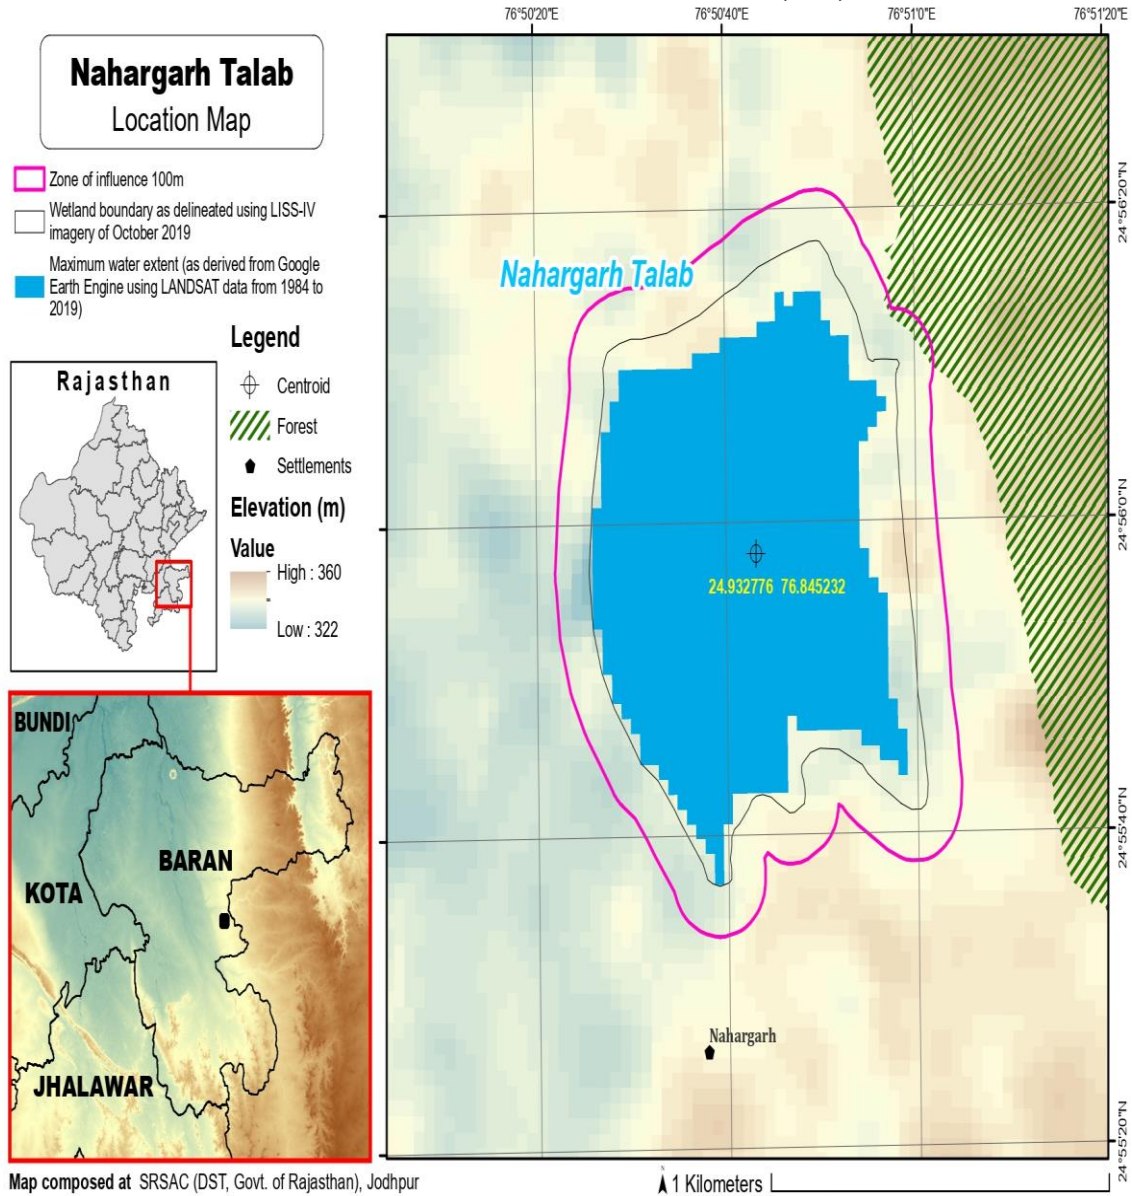 76°50'20"E
76°50'40"E
76°51'0"E
76°51'20"E
Nahargarh Talab
Location Map
Zone of influence 100m
Wetland boundary as delineated using LISS-IV
imagery of October 2019
Maximum water extent (as derived from Google
Earth Engine using LANDSAT data from 1984 to
2019)
Legend
Centroid
Forest
Settlements
Elevation (m)
Value
High : 360
Low : 322
Rajasthan
BUNDI
BARAN
KOTA
JHALAWAR
Nahargarh Talab
24.932776 76.845232
Nahargarh
24°56'20"N
24°56'0"N
24°55'40"N
24°55'20"N
Map composed at SRSAC (DST, Govt. of Rajasthan), Jodhpur
N
1 Kilometers